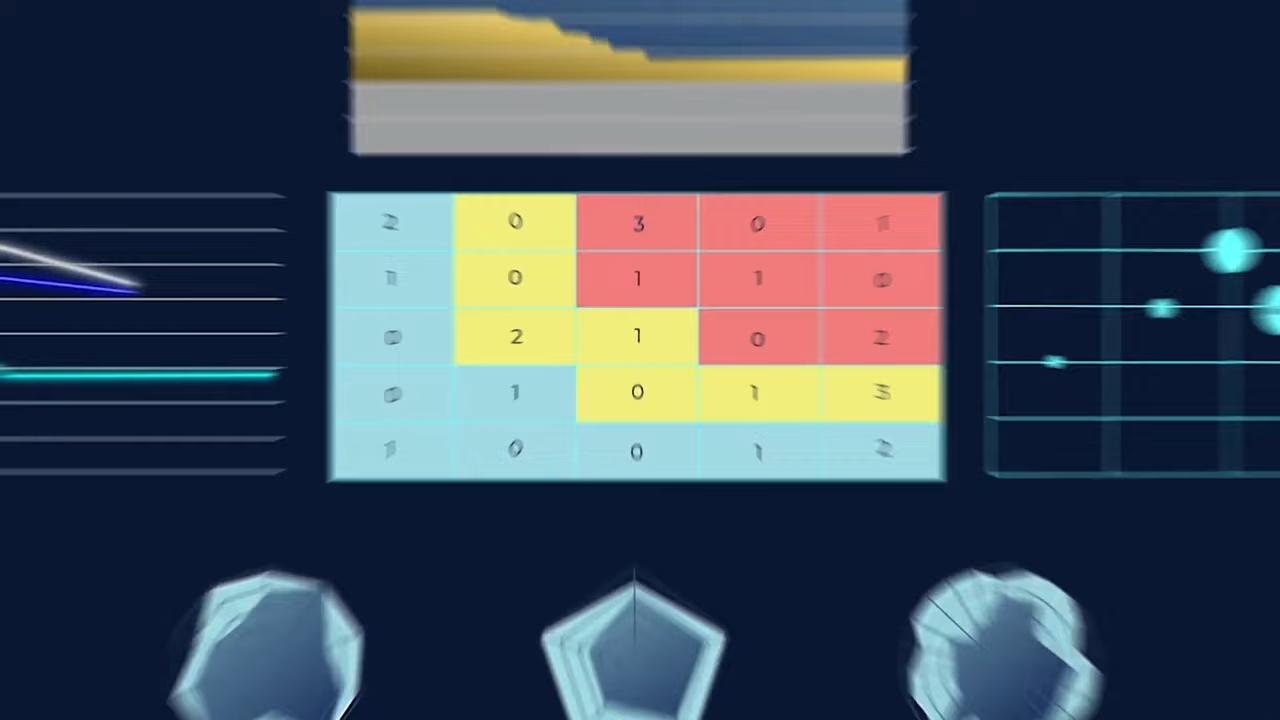 2 0 3 0 1
1 0 1 1 0
0 2 1 0 2
0 1 0 1 3
1 0 0 1 2